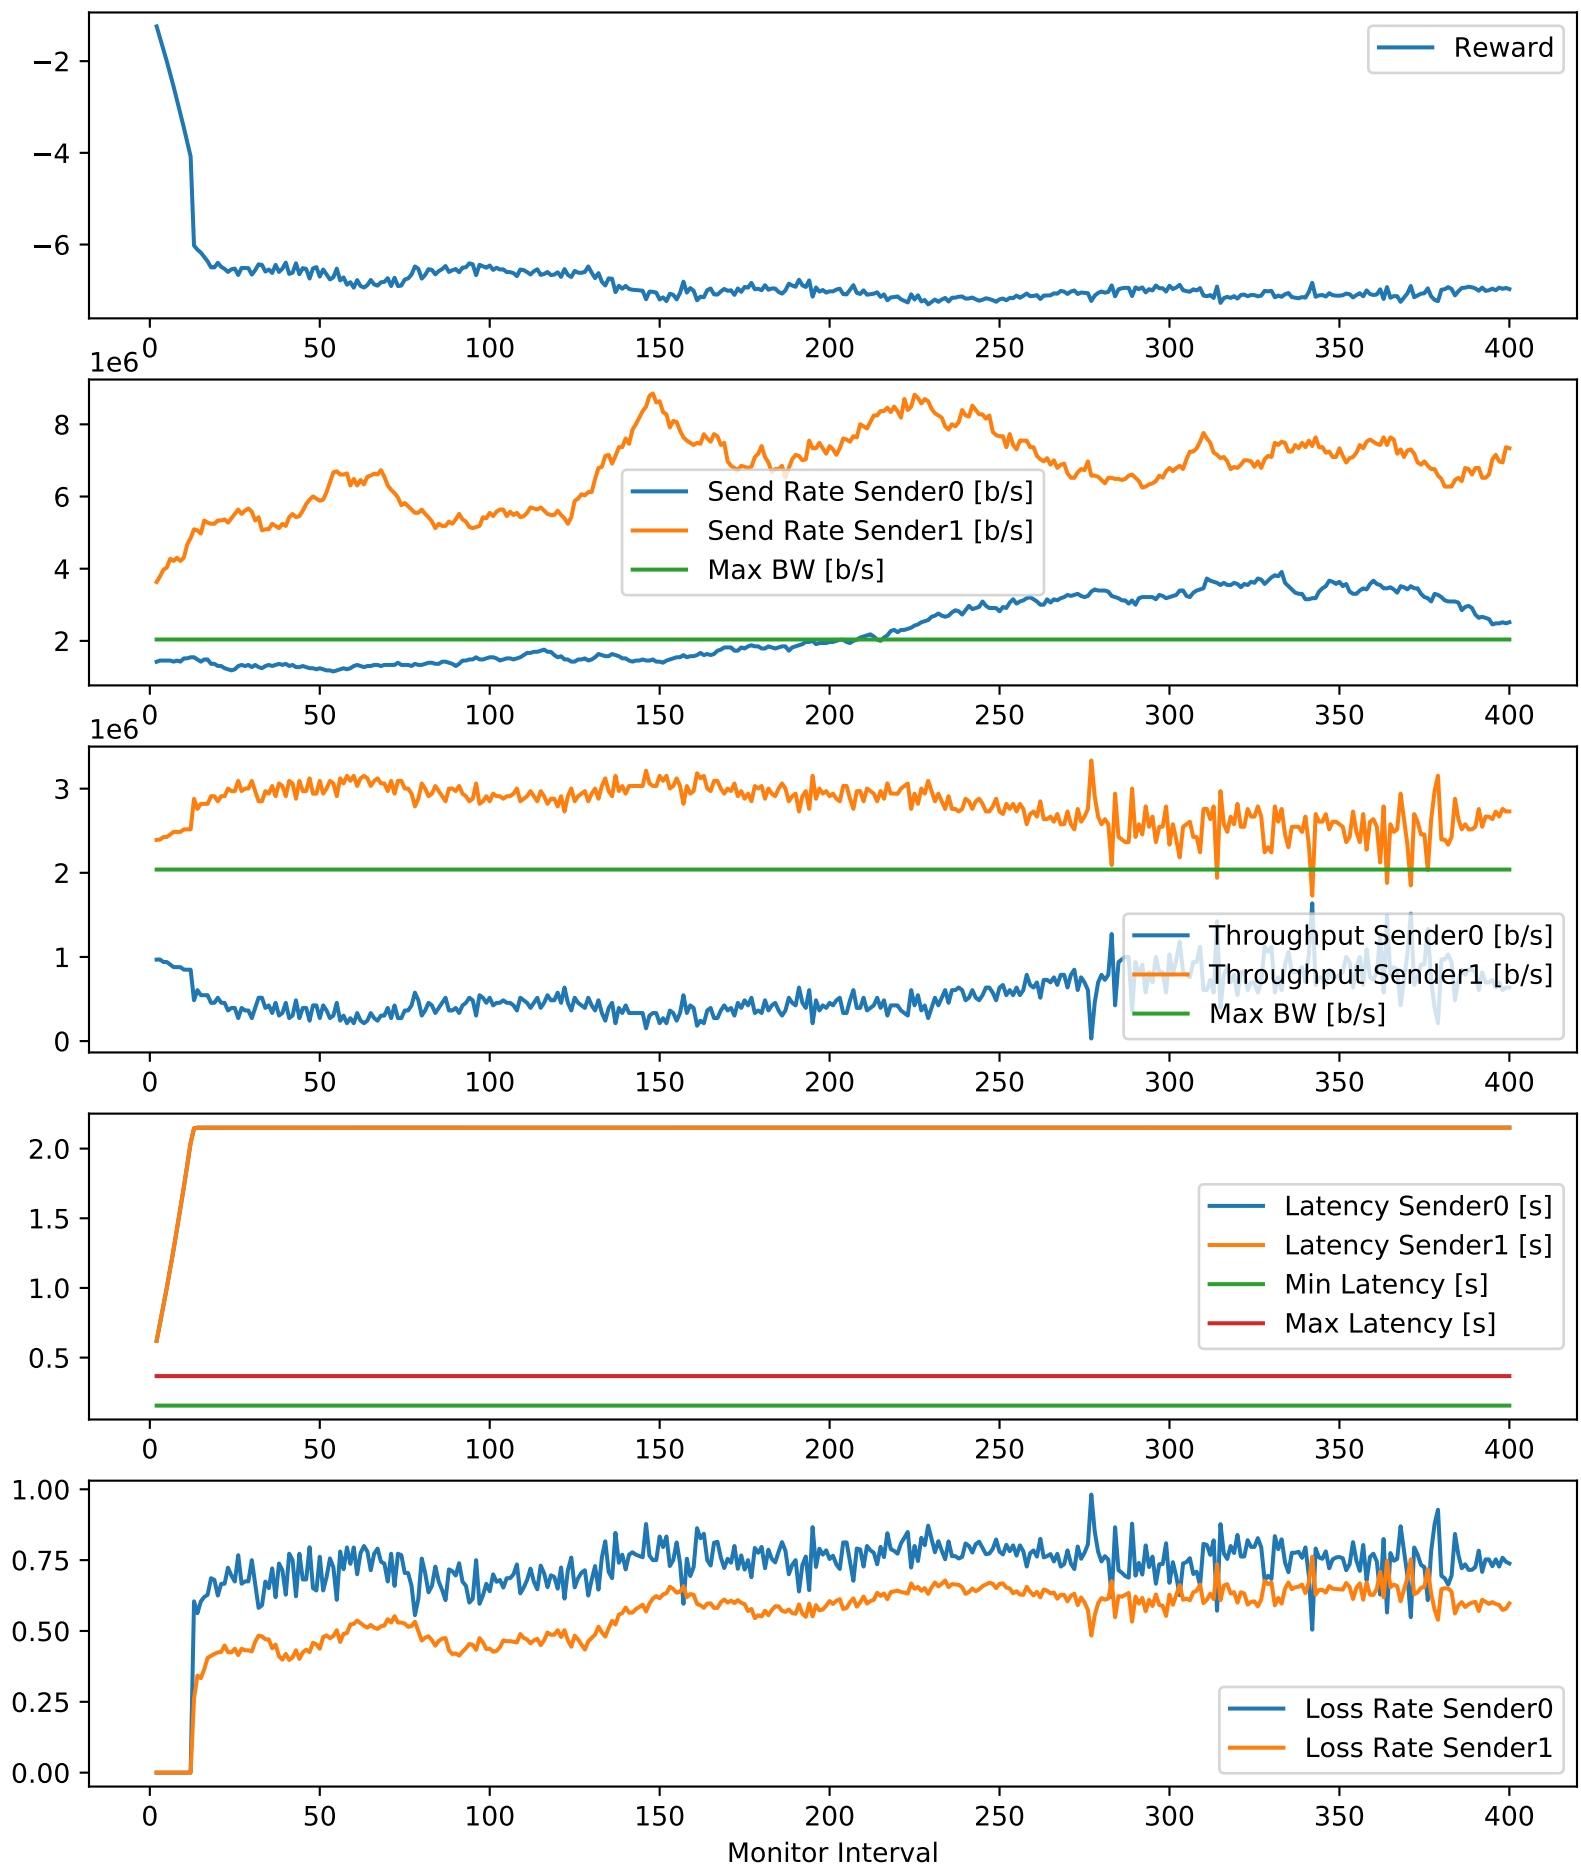 Reward
−2
−4
−6
0 50 100 150 200 250 300 350 400
1e6
Send Rate Sender0 [b/s]
Send Rate Sender1 [b/s]
Max BW [b/s]
8
6
4
2
0 50 100 150 200 250 300 350 400
1e6
3
2
1
0
Throughput Sender0 [b/s]
Throughput Sender1 [b/s]
Max BW [b/s]
0 50 100 150 200 250 300 350 400
2.0
1.5
1.0
0.5
Latency Sender0 [s]
Latency Sender1 [s]
Min Latency [s]
Max Latency [s]
0 50 100 150 200 250 300 350 400
1.00
0.75
0.50
0.25
0.00
Loss Rate Sender0
Loss Rate Sender1
0 50 100 150 200 250 300 350 400
Monitor Interval